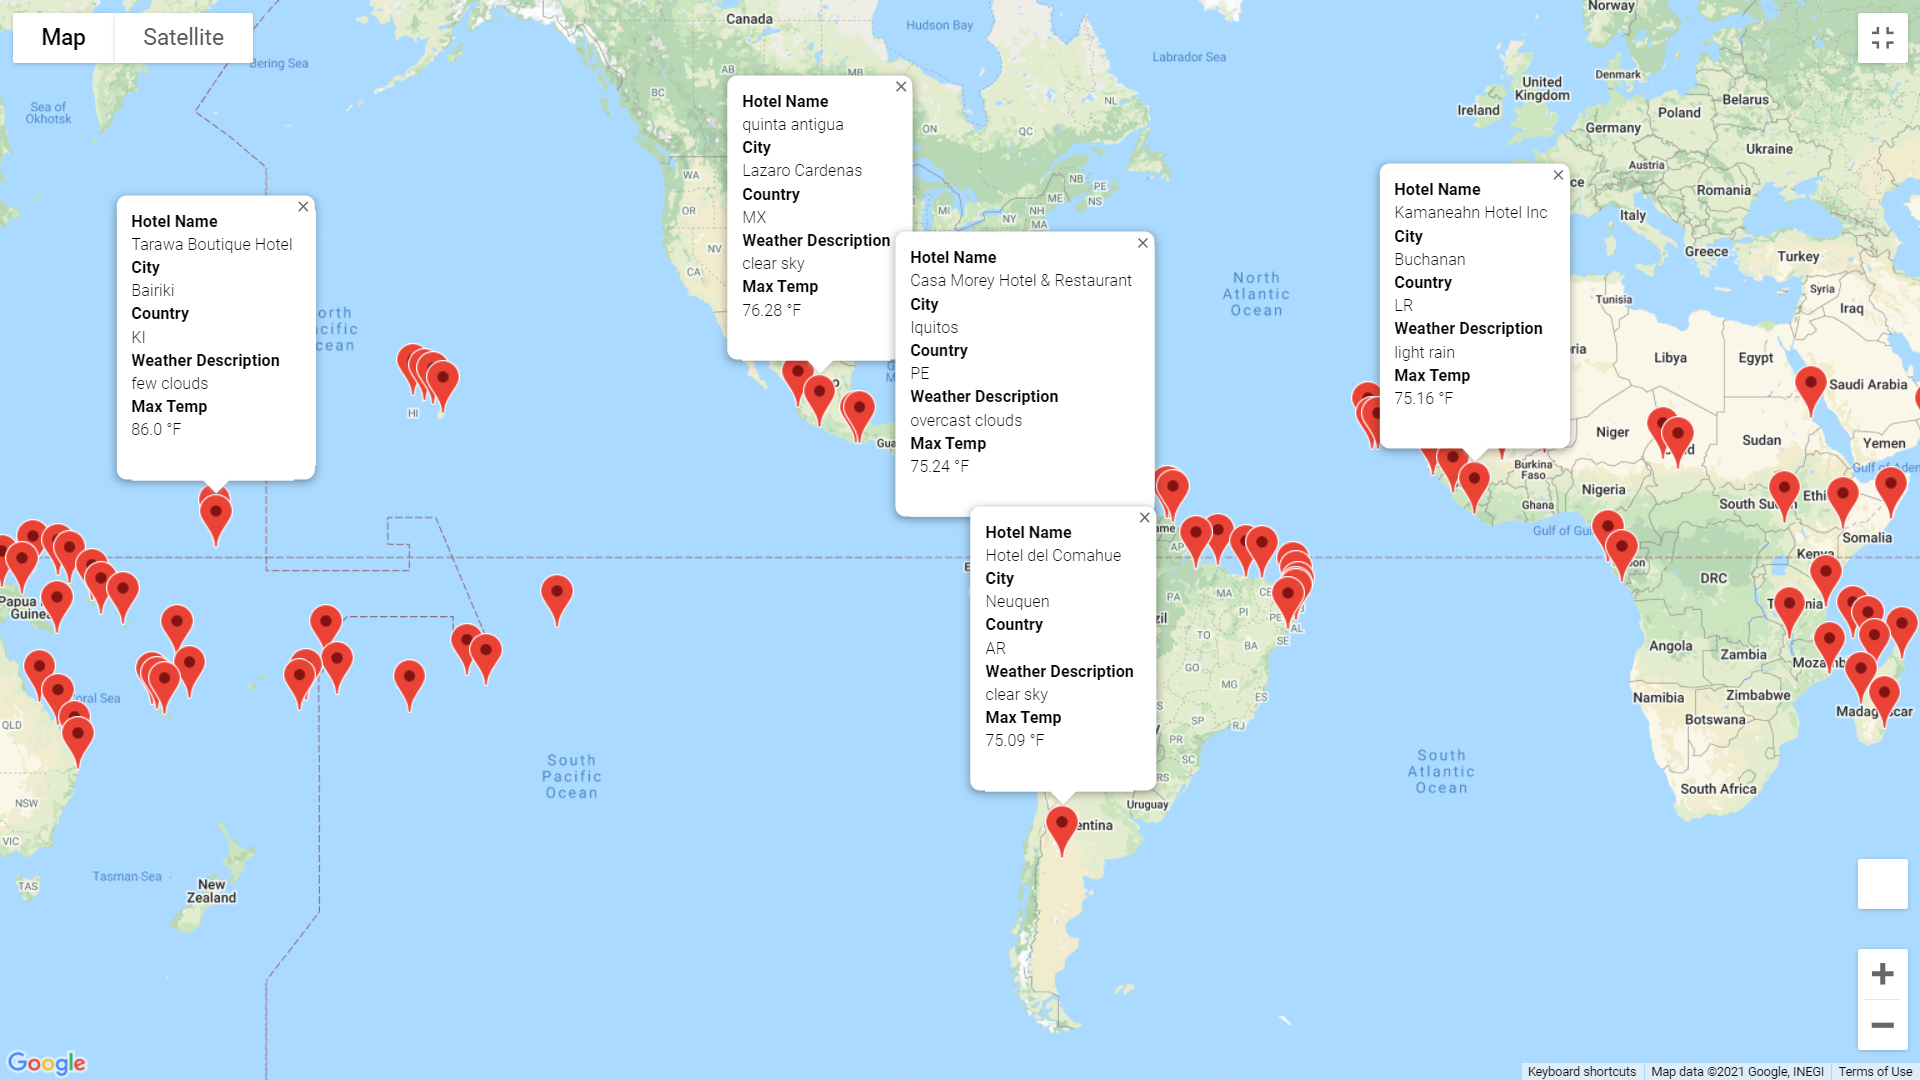 Map
Satellite
Canada
Hudson Bay
Norway
Bering Sea
Labrador Sea
Sea of
Okhotsk
AB
MB
BC
ON
QC
NL
United
Kingdom
Ireland
Denmark
Belarus
Poland
Germany
Ukraine
Austria
Romania
Italy
Greece
Turkey
Syria
Iraq
Tunisia
WA
OR
NV
CA
MI
NB
PE
ME
NS
NH
NY
MA
Hotel Name
Tarawa Boutique Hotel
City
Bairiki
Country
KI
Weather Description
few clouds
Max Temp
86.0 °F
Hotel Name
quinta antigua
City
Lazaro Cardenas
Country
MX
Weather Description
clear sky
Max Temp
76.28 °F
Hotel Name
Casa Morey Hotel & Restaurant
City
Iquitos
Country
PE
Weather Description
overcast clouds
Max Temp
75.24 °F
Hotel Name
Hotel del Comahue
City
Neuquen
Country
AR
Weather Description
clear sky
Max Temp
75.09 °F
Hotel Name
Kamaneahn Hotel Inc
City
Buchanan
Country
LR
Weather Description
light rain
Max Temp
75.16 °F
North
Atlantic
Ocean
HI
Libya
Egypt
Saudi Arabia
Niger
Sudan
Yemen
Burkina
Faso
Nigeria
Ghana
Gulf of Aden
Somalia
DRC
Angola
Zambia
Namibia
Zimbabwe
Botswana
South Africa
PA
MA
PI
AL
SE
TO
BA
GO
MG
ES
SP
RJ
PR
SC
RS
AP
Uruguay
Papua
QLD
NSW
VIC
TAS
Tasman Sea
New
Zealand
South
Pacific
Ocean
South
Atlantic
Ocean
Google
Keyboard shortcuts
Map data ©2021 Google, INEGI
Terms of Use